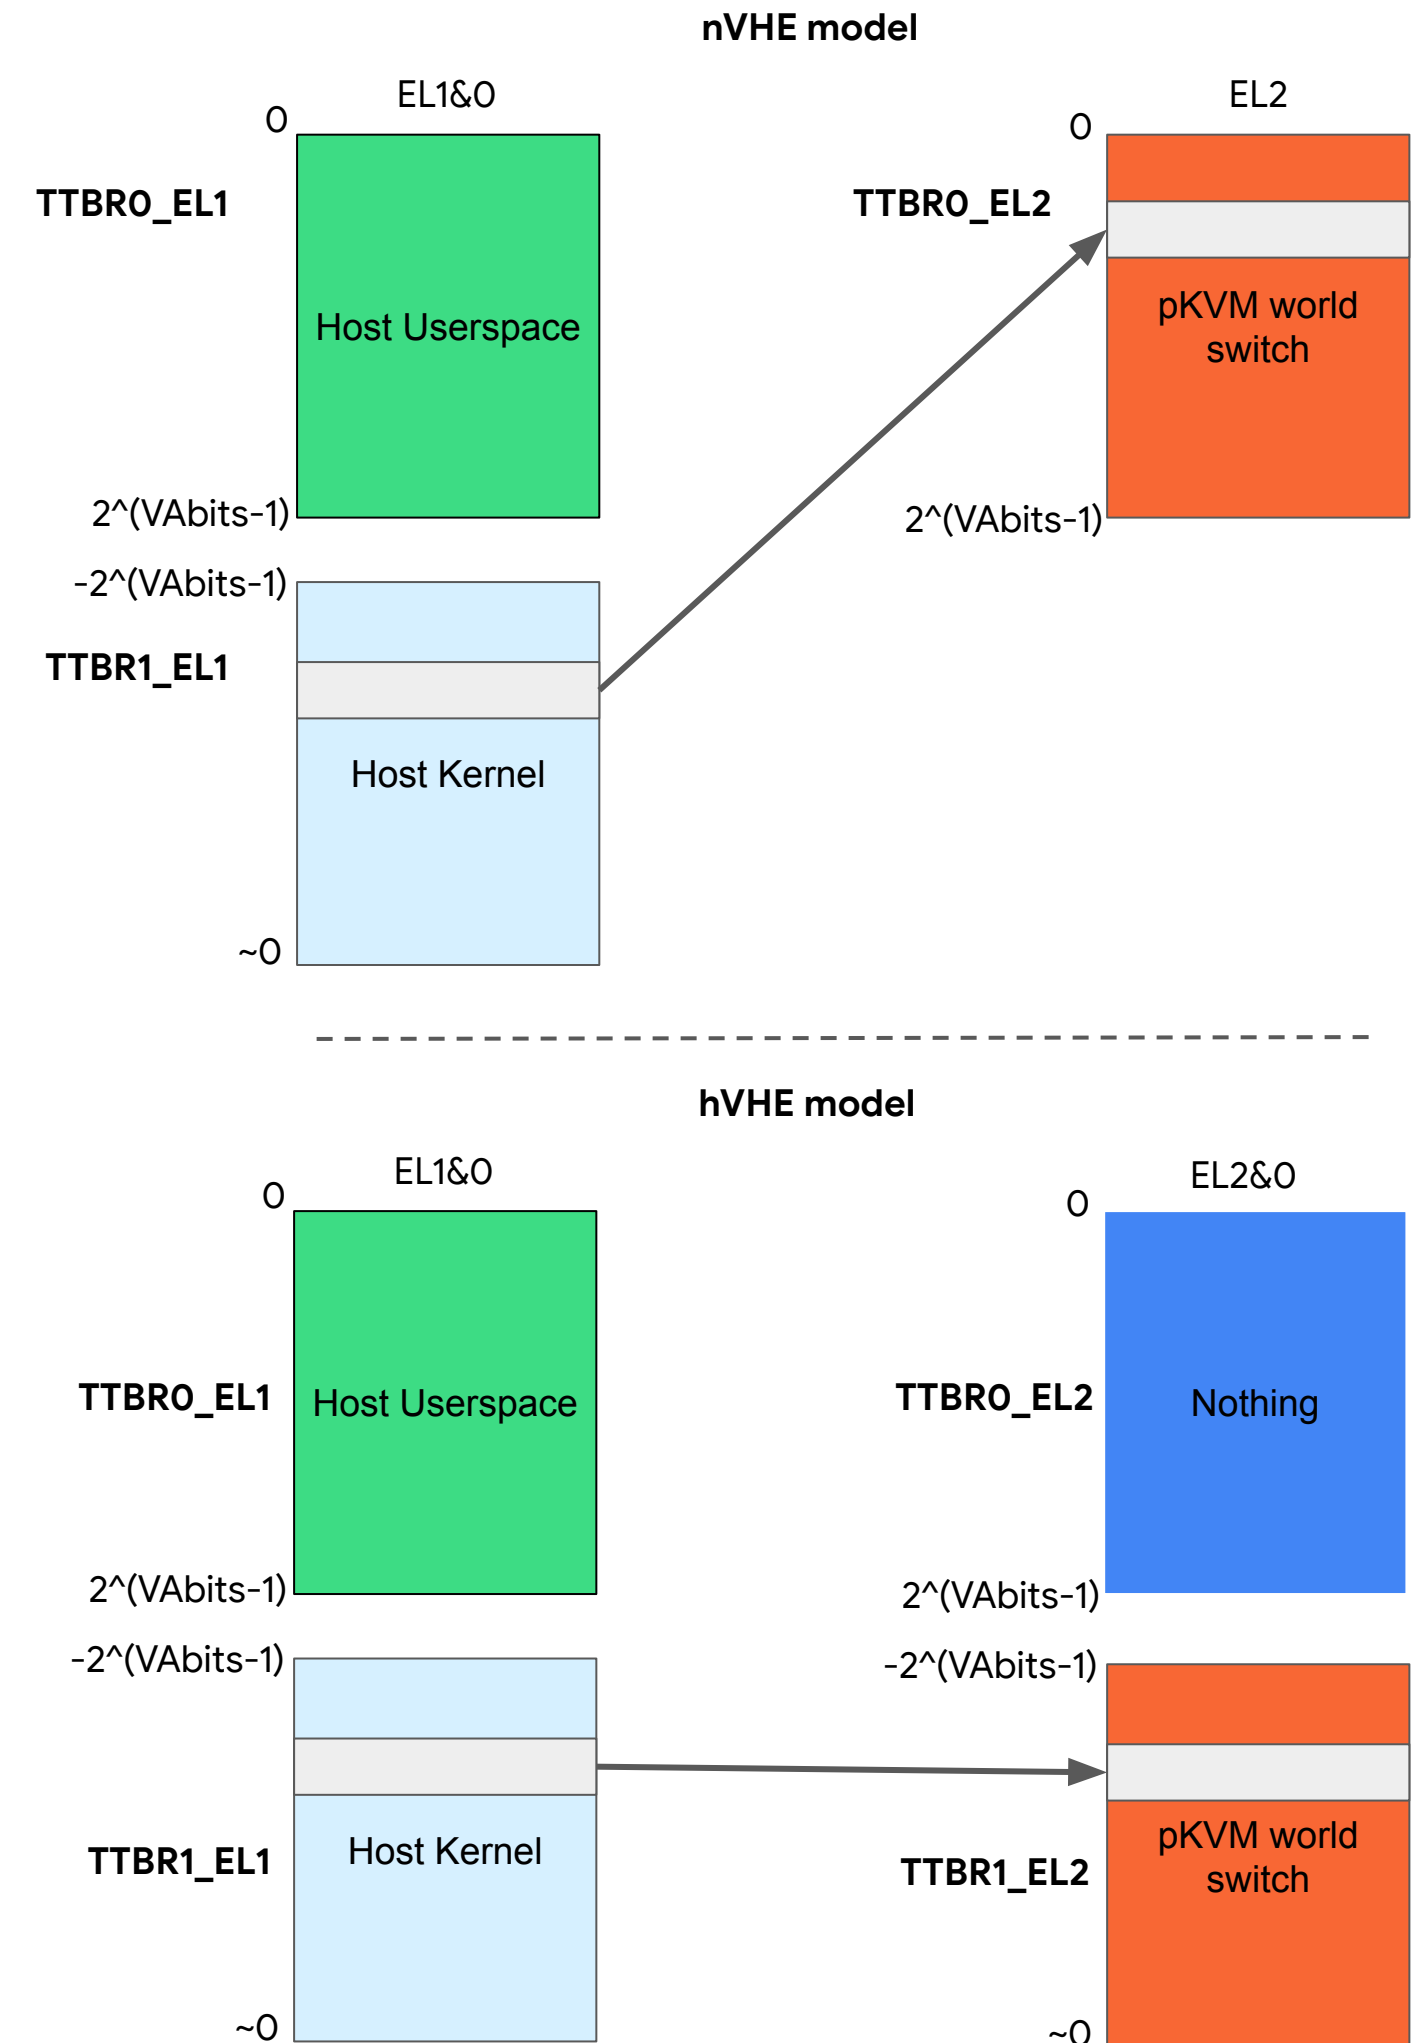 nVHE model
EL1&0
EL2
0
0
TTBR0_EL1
TTBR0_EL2
Host Userspace
pKVM world
switch
2^(VAbits-1)
2^(VAbits-1)
-2^(VAbits-1)
TTBR1_EL1
Host Kernel
~0
hVHE model
EL1&0
EL2&0
0
0
TTBR0_EL1
Host Userspace
TTBR0_EL2
Nothing
2^(VAbits-1)
2^(VAbits-1)
-2^(VAbits-1)
-2^(VAbits-1)
TTBR1_EL1
Host Kernel
TTBR1_EL2
pKVM world
switch
~0
~0